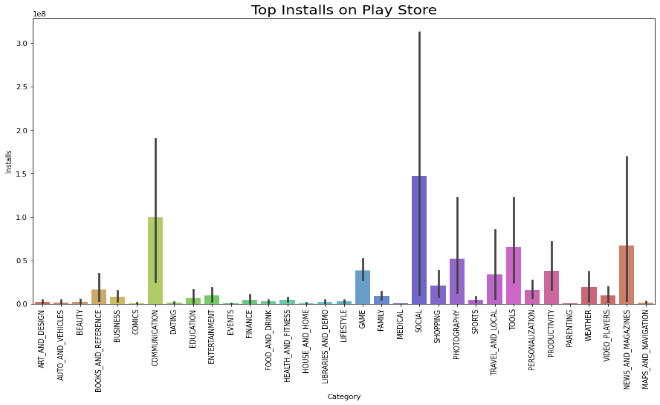 Top Installs on Play Store
1e8
3.0
2.5
2.0
1.5
1.0
0.5
0.0
Installs
ART_AND_DESIGN
AUTO_AND_VEHICLES
BEAUTY
BOOKS_AND_REFERENCE
BUSINESS
COMICS
COMMUNICATION
DATING
EDUCATION
ENTERTAINMENT
EVENTS
FINANCE
FOOD_AND_DRINK
HEALTH_AND_FITNESS
HOUSE_AND_HOME
LIBRARIES_AND_DEMO
LIFESTYLE
GAME
FAMILY
MEDICAL
SOCIAL
SHOPPING
PHOTOGRAPHY
SPORTS
TRAVEL_AND_LOCAL
TOOLS
PERSONALIZATION
PRODUCTIVITY
PARENTING
WEATHER
VIDEO_PLAYERS
NEWS_AND_MAGAZINES
MAPS_AND_NAVIGATION
Category